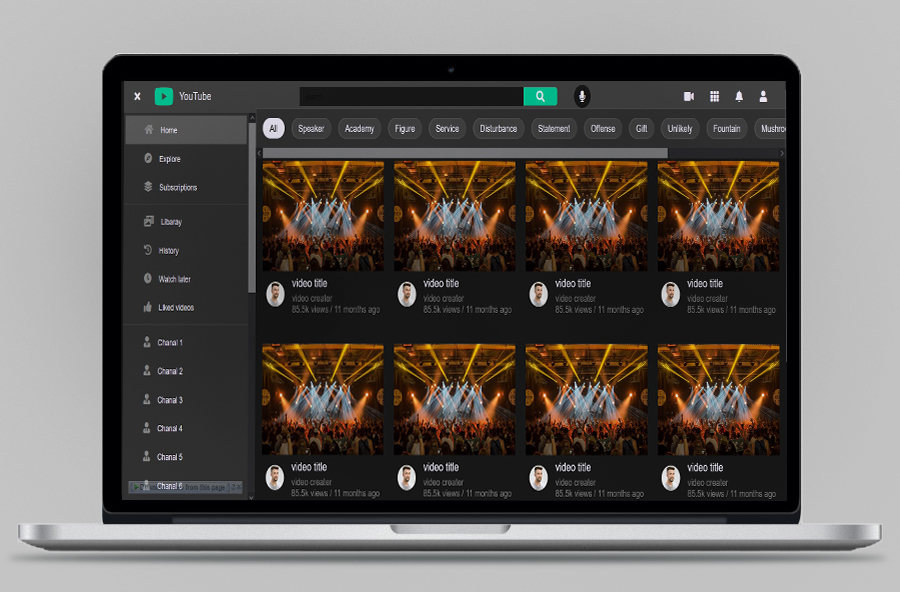 X YouTube
Home
Explore
Subscriptions
Libaray
History
Watch later
Liked videos
Chanal 1
Chanal 2
Chanal 3
Chanal 4
Chanal 5
Chanal 6
from this page
All Speaker Academy Figure Service Disturbance Statement Offense Gift Unlikely Fountain Mushroo
video title video title video title video title
video creater video creater video creater video creater
85.5k views / 11 months ago 85.5k views / 11 months ago 85.5k views / 11 months ago 85.5k views / 11 months ago
video title video title video title video title
video creater video creater video creater video creater
85.5k views / 11 months ago 85.5k views / 11 months ago 85.5k views / 11 months ago 85.5k views / 11 months ago